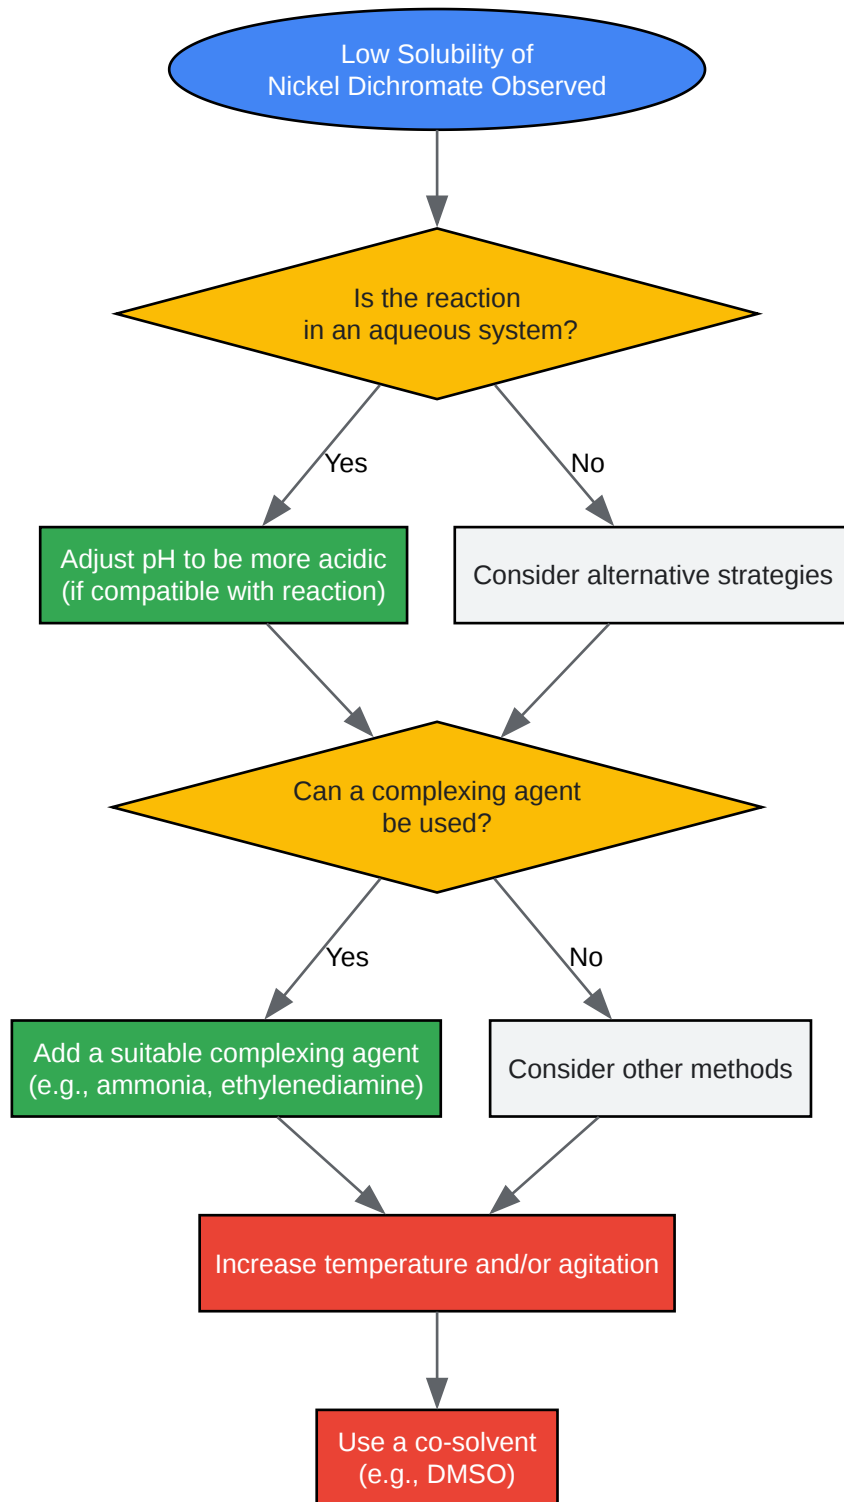 Low Solubility of
Nickel Dichromate Observed
Is the reaction
in an aqueous system?
Yes
No
Adjust pH to be more acidic
(if compatible with reaction)
Consider alternative strategies
Can a complexing agent
be used?
Yes
No
Add a suitable complexing agent
(e.g., ammonia, ethylenediamine)
Consider other methods
Increase temperature and/or agitation
Use a co-solvent
(e.g., DMSO)